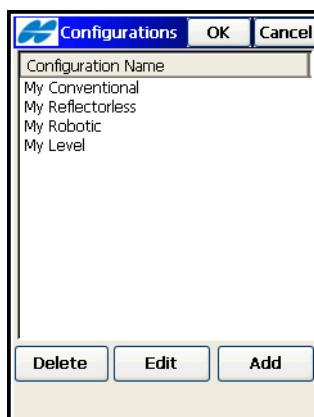 Configurations OK Cancel
Configuration Name
My Conventional
My Reflectorless
My Robotic
My Level
Delete Edit Add